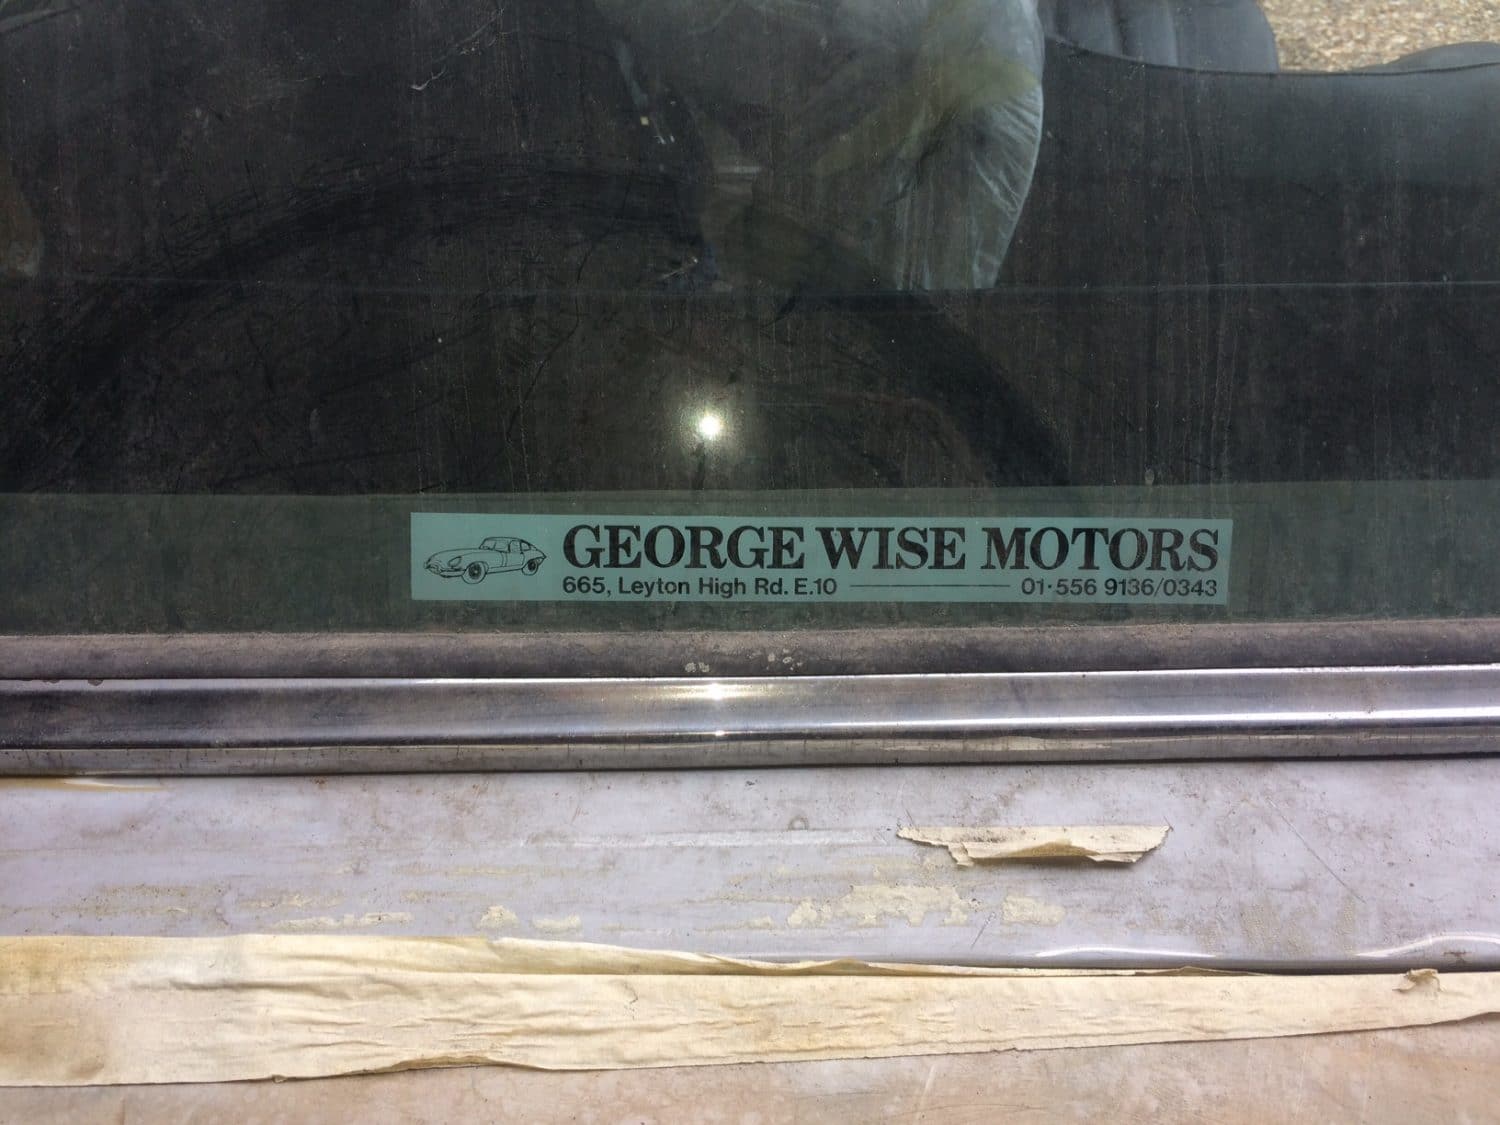 GEORGE WISE MOTORS
665, Leyton High Rd. E.10 01·556 9136/0343